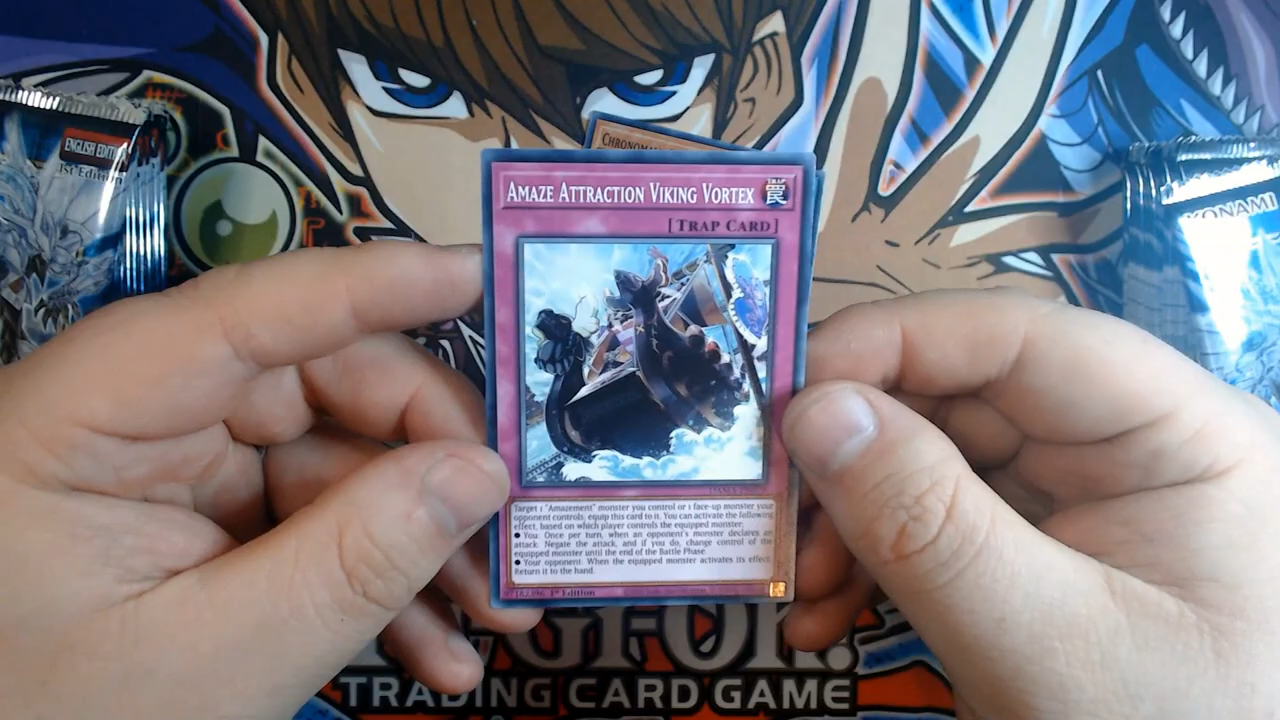 ENGLISH EDITI
1st Edition
CHRONOMA
KONAMI
AMAZE ATTRACTION VIKING VORTEX
TRAP
罠
[TRAP CARD]
Target 1 "Amazement" monster you control or 1 face-up monster your
opponent controls; equip this card to it. You can activate the following
effect, based on which player controls the equipped monster;
● You: Once per turn, when an opponent's monster declares an
attack: Negate the attack, and if you do, change control of the
equipped monster until the end of the Battle Phase.
● Your opponent: When the equipped monster activates its effect:
Return it to the hand.
1st Edition
TRADING CARD GAME